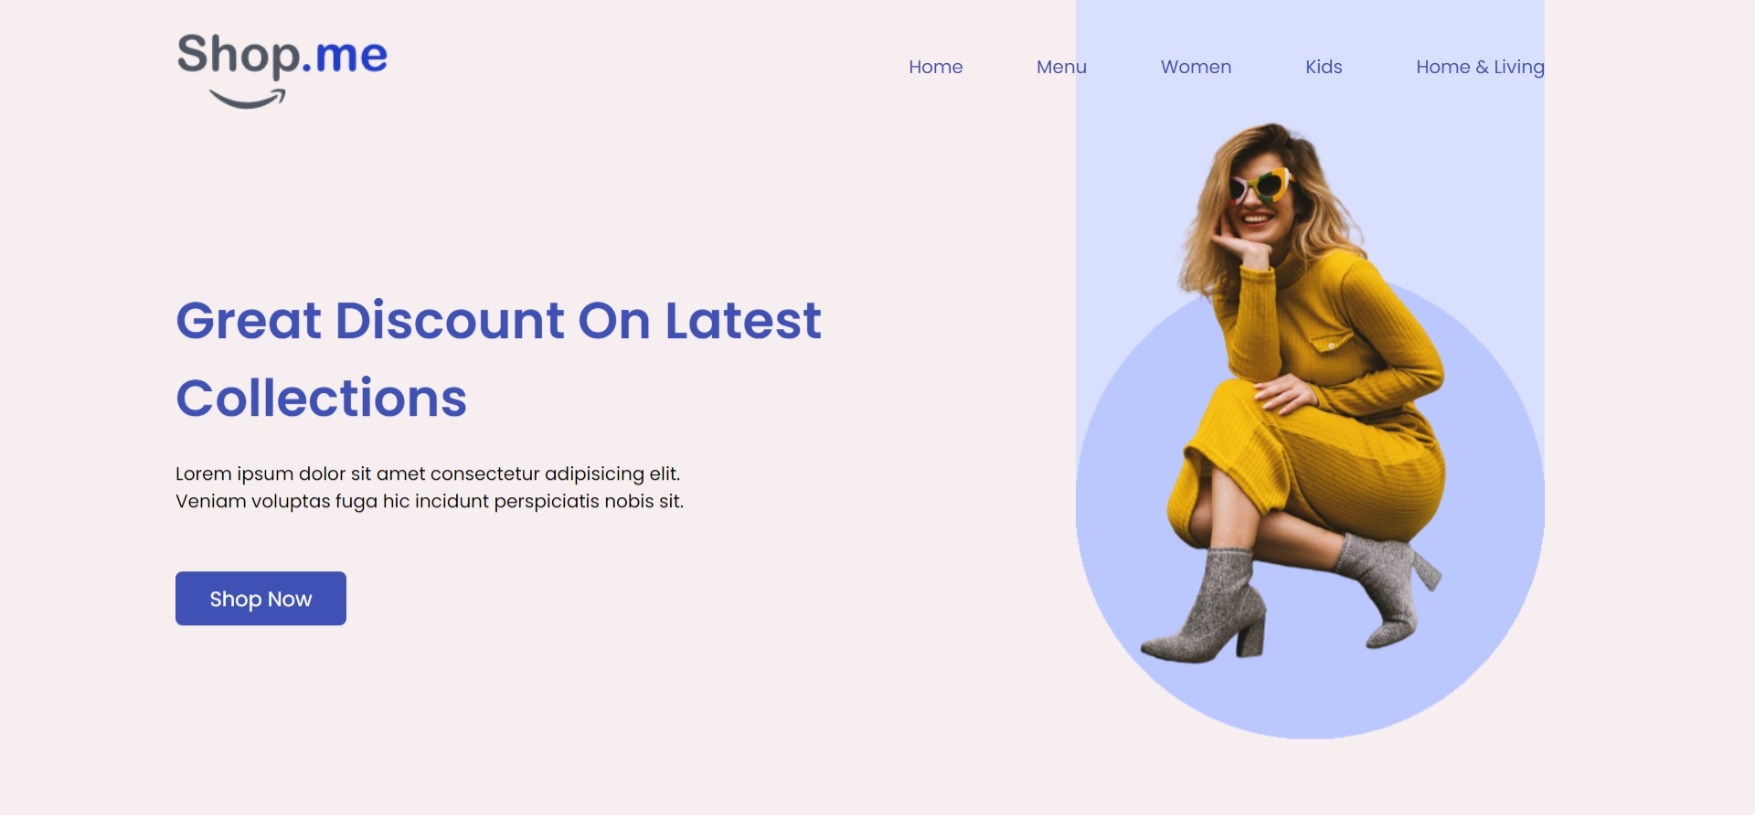 Shop.me
Home Menu Women Kids Home & Living
Great Discount On Latest
Collections
Lorem ipsum dolor sit amet consectetur adipisicing elit.
Veniam voluptas fuga hic incidunt perspiciatis nobis sit.
Shop Now